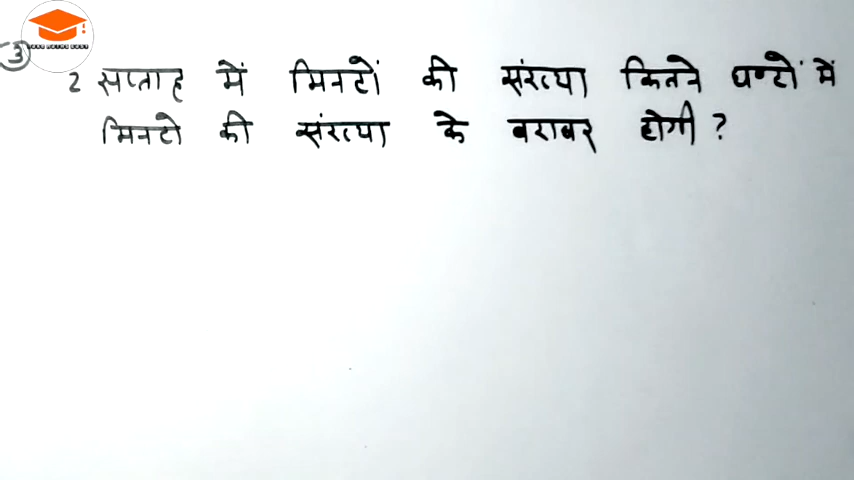 ③
2 सप्ताह में मिनटों की संख्या कितने घण्टों में
मिनटो की संख्या के बराबर होगी ?